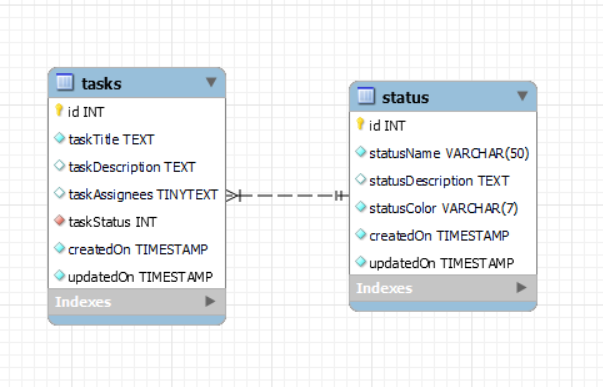 tasks
id INT
taskTitle TEXT
taskDescription TEXT
taskAssignees TINYTEXT
taskStatus INT
createdOn TIMESTAMP
updatedOn TIMESTAMP
Indexes
status
id INT
statusName VARCHAR(50)
statusDescription TEXT
statusColor VARCHAR(7)
createdOn TIMESTAMP
updatedOn TIMESTAMP
Indexes